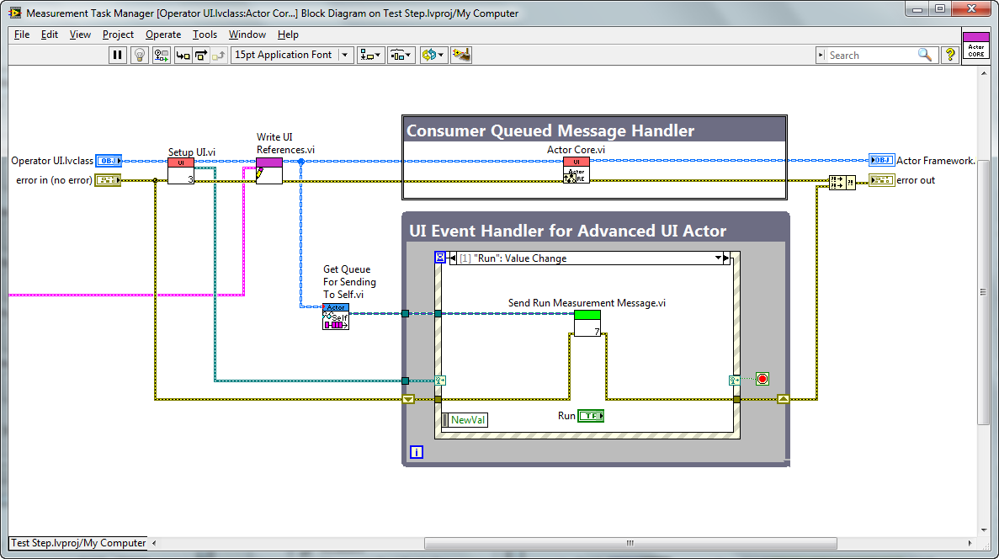 Measurement Task Manager [Operator UI.lvclass:Actor Cor...] Block Diagram on Test Step.lvproj/My Computer
File Edit View Project Operate Tools Window Help
15pt Application Font
Search
?
Actor
CORE
Consumer Queued Message Handler
Write UI
References.vi
Setup UI.vi
Actor Core.vi
Operator UI.lvclass
OBJ
UI
UI
OBJ
Actor Framework.
error in (no error)
3
Actor
RE
error out
UI Event Handler for Advanced UI Actor
[1] "Run": Value Change
Get Queue
For Sending
To Self.vi
Actor
Self
Send Run Measurement Message.vi
7
Run
TF
NewVal
i
Test Step.lvproj/My Computer